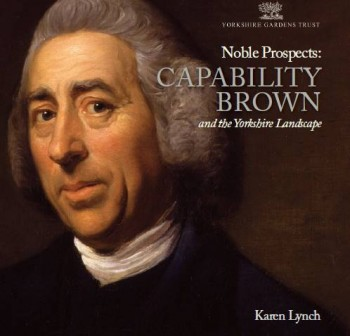 YORKSHIRE GARDENS TRUST
Noble Prospects:
CAPABILITY
BROWN
and the Yorkshire Landscape
Karen Lynch